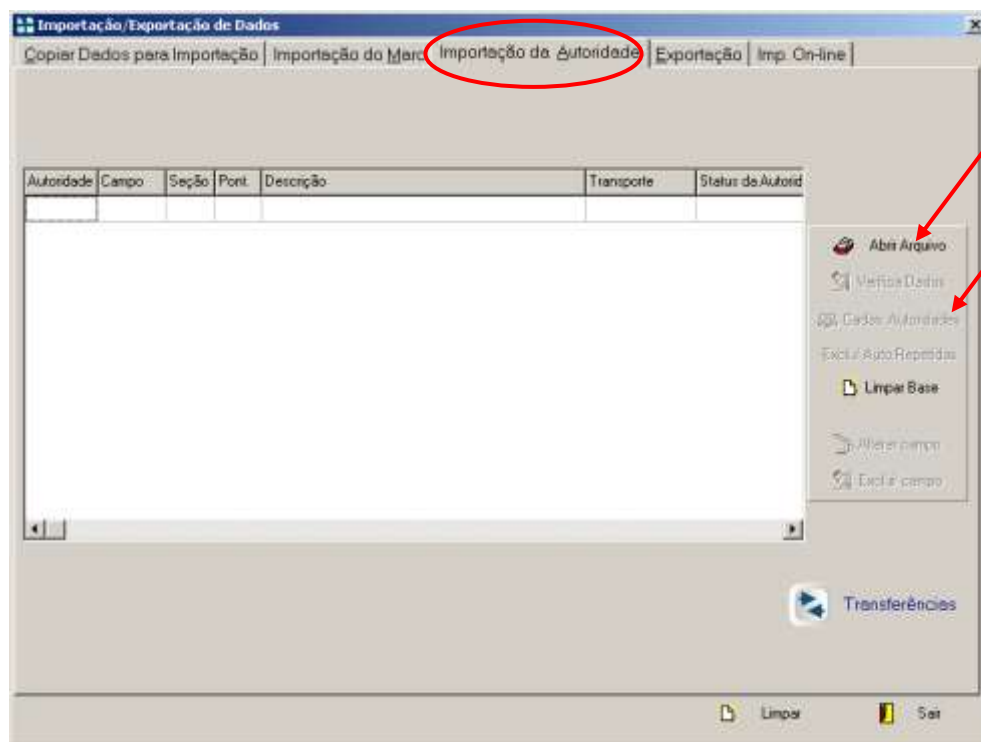 Importação/Exportação de Dados
Copiar Dados para Importação Importação do Marc Importação da Autoridade Exportação Imp. On-line
Autoridade Campo Seção Pont. Descrição Transporte Status da Autorid
Abrir Arquivo
Verifica Dados
Cadas. Autoridades
Exclui Auto Repetidas
Limpar Base
Alterar campo
Excluir campo
Transferências
Limpar Sair